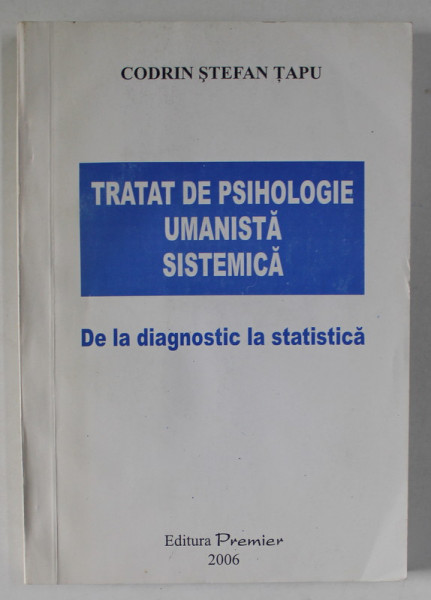 CODRIN ŞTEFAN ŢAPU
TRATAT DE PSIHOLOGIE
UMANISTĂ
SISTEMICĂ
De la diagnostic la statistică
Editura Premier
2006